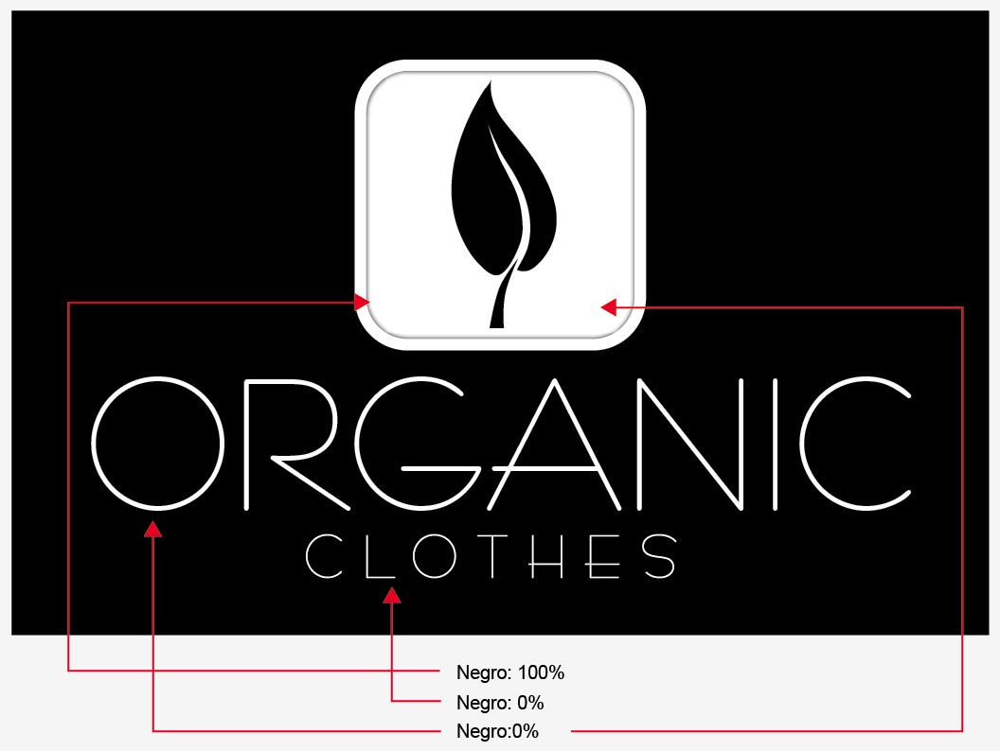 ORGANIC
CLOTHES
Negro: 100%
Negro: 0%
Negro:0%